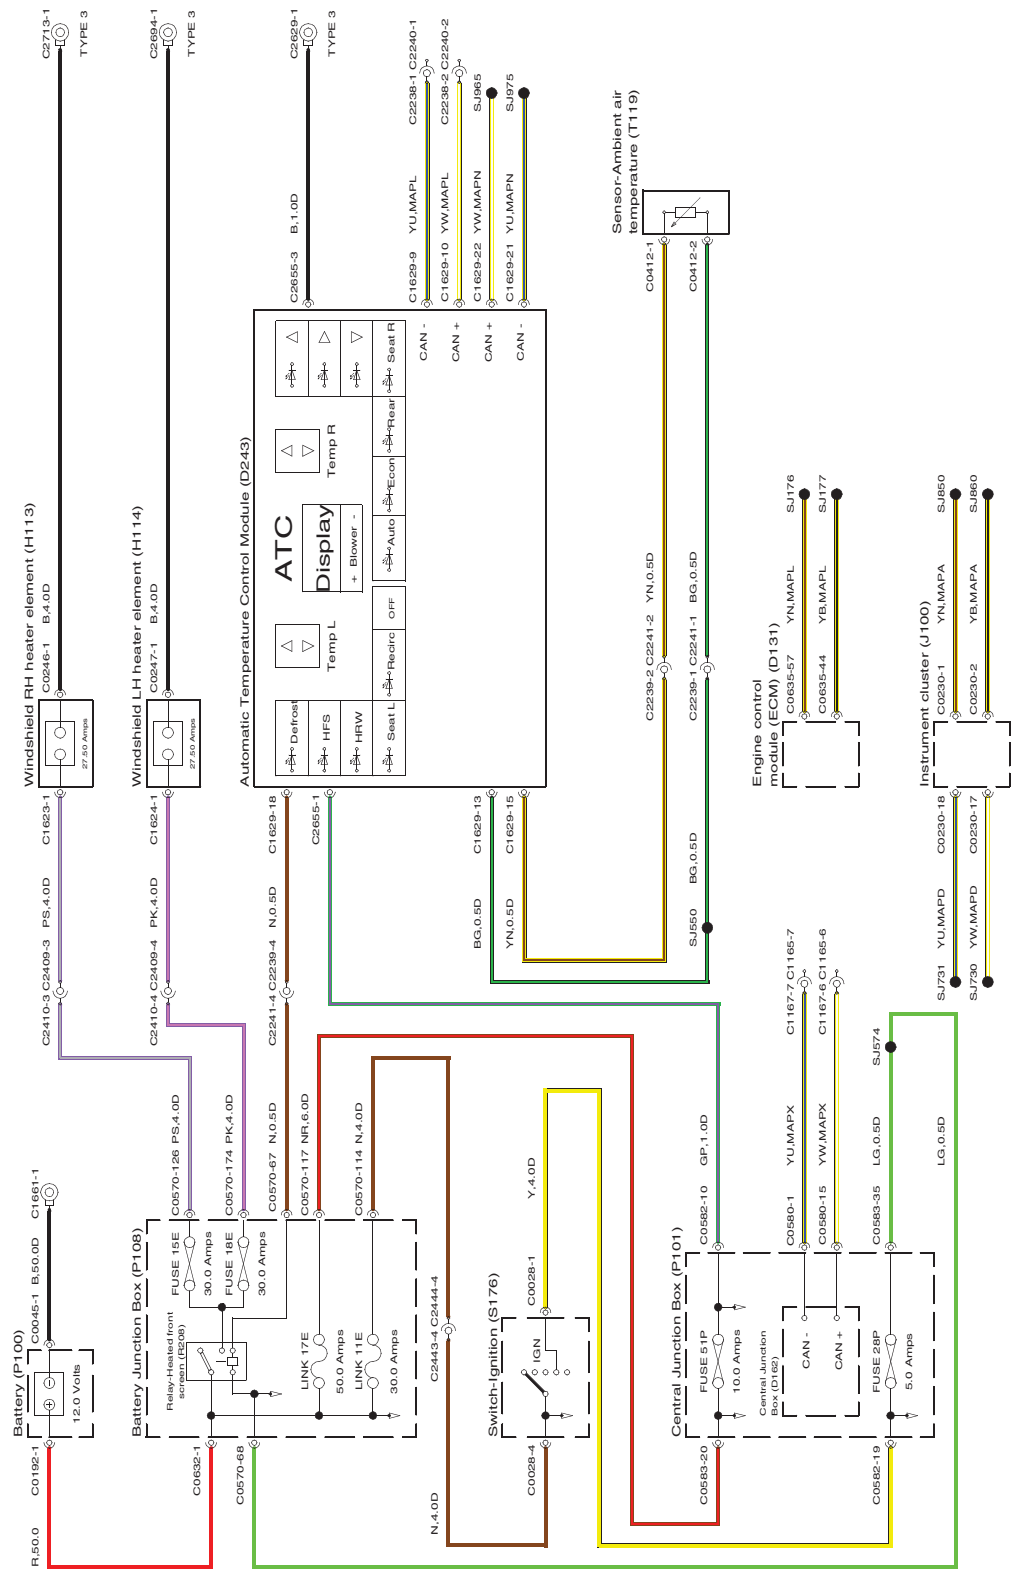 C2713-1
TYPE 3
C2694-1
TYPE 3
C2629-1
TYPE 3
C2238-1 C2240-1
C2238-2 C2240-2
SJ965
SJ975
Windshield RH heater element (H113)
C0246-1
B,4.0D
27.50 Amps
C1623-1
PS,4.0D
C2410-3 C2409-3
Windshield LH heater element (H114)
C0247-1
B,4.0D
27.50 Amps
C1624-1
PK,4.0D
C2410-4 C2409-4
Automatic Temperature Control Module (D243)
C2655-3
B,1.0D
C1629-9
YU,MAPL
C1629-10
YW,MAPL
C1629-22
YW,MAPN
C1629-21
YU,MAPN
CAN -
CAN +
CAN +
CAN -
ATC
Display
+ Blower -
Temp L
Temp R
Defrost
HFS
HRW
Seat L
Recirc
OFF
Auto
Econ
Rear
Seat R
C1629-18
N,0.5D
C2241-4 C2239-4
C2655-1
C1629-13
BG,0.5D
C1629-15
YN,0.5D
Sensor-Ambient air
temperature (T119)
C0412-1
C0412-2
YN,0.5D
C2239-2 C2241-2
BG,0.5D
C2239-1 C2241-1
BG,0.5D
SJ550
Engine control
module (ECM) (D131)
C0635-57
YN,MAPL
SJ176
C0635-44
YB,MAPL
SJ177
Instrument cluster (J100)
C0230-1
YN,MAPA
SJ850
C0230-2
YB,MAPA
SJ860
C0230-18
YU,MAPD
SJ731
C0230-17
YW,MAPD
SJ730
C1167-7 C1165-7
C1167-6 C1165-6
SJ574
Battery (P100)
12.0 Volts
C0192-1
R,50.0
C0045-1
B,50.0D
C1661-1
Battery Junction Box (P108)
C0570-126
PS,4.0D
C0570-174
PK,4.0D
C0570-67
N,0.5D
C0570-117
NR,6.0D
C0570-114
N,4.0D
FUSE 15E
30.0 Amps
FUSE 18E
30.0 Amps
Relay-Heated front
screen (R208)
LINK 17E
50.0 Amps
LINK 11E
30.0 Amps
C0632-1
C0570-68
C2443-4 C2444-4
N,4.0D
Switch-Ignition (S176)
IGN
C0028-1
Y,4.0D
C0028-4
Central Junction Box (P101)
C0582-10
GP,1.0D
C0580-1
YU,MAPX
C0580-15
YW,MAPX
C0583-35
LG,0.5D
LG,0.5D
FUSE 51P
10.0 Amps
Central Junction
Box (D162)
CAN -
CAN +
FUSE 28P
5.0 Amps
C0583-20
C0582-19